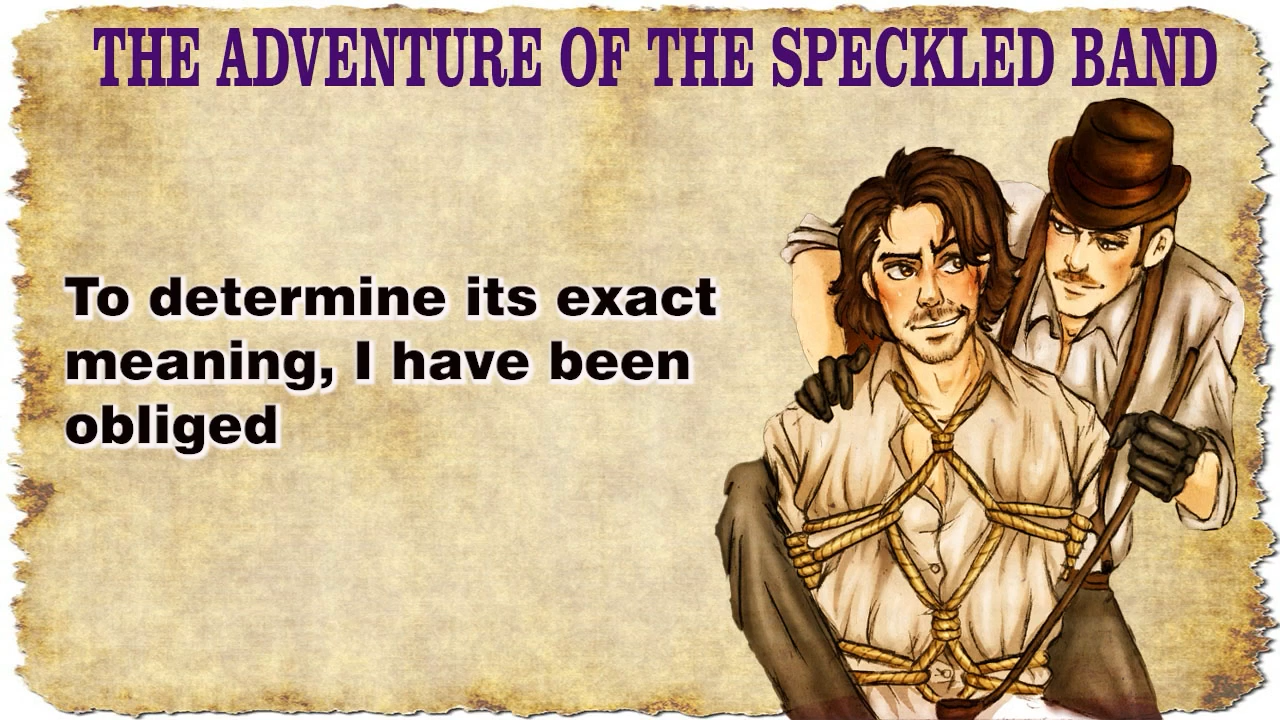 THE ADVENTURE OF THE SPECKLED BAND
To determine its exact
meaning, I have been
obliged